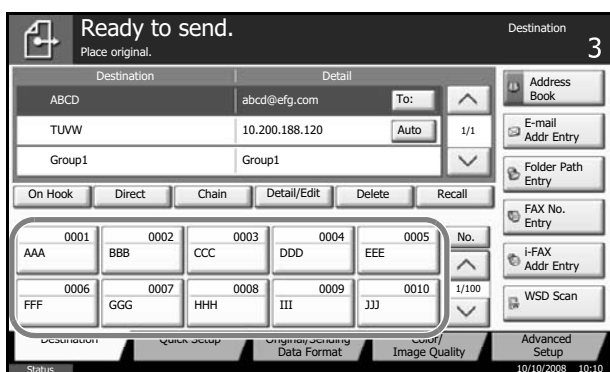 Ready to send.
Place original.
Destination
3
Destination Detail
ABCD abcd@efg.com To:
TUVW 10.200.188.120 Auto 1/1
Group1 Group1
On Hook Direct Chain Detail/Edit Delete Recall
0001 0002 0003 0004 0005 No.
AAA BBB CCC DDD EEE
0006 0007 0008 0009 0010 1/100
FFF GGG HHH III JJJ
Address
Book
E-mail
Addr Entry
Folder Path
Entry
FAX No.
Entry
i-FAX
Addr Entry
WSD Scan
Destination Quick Setup Original/Sending
Data Format
Color/
Image Quality
Advanced
Setup
Status 10/10/2008 10:10